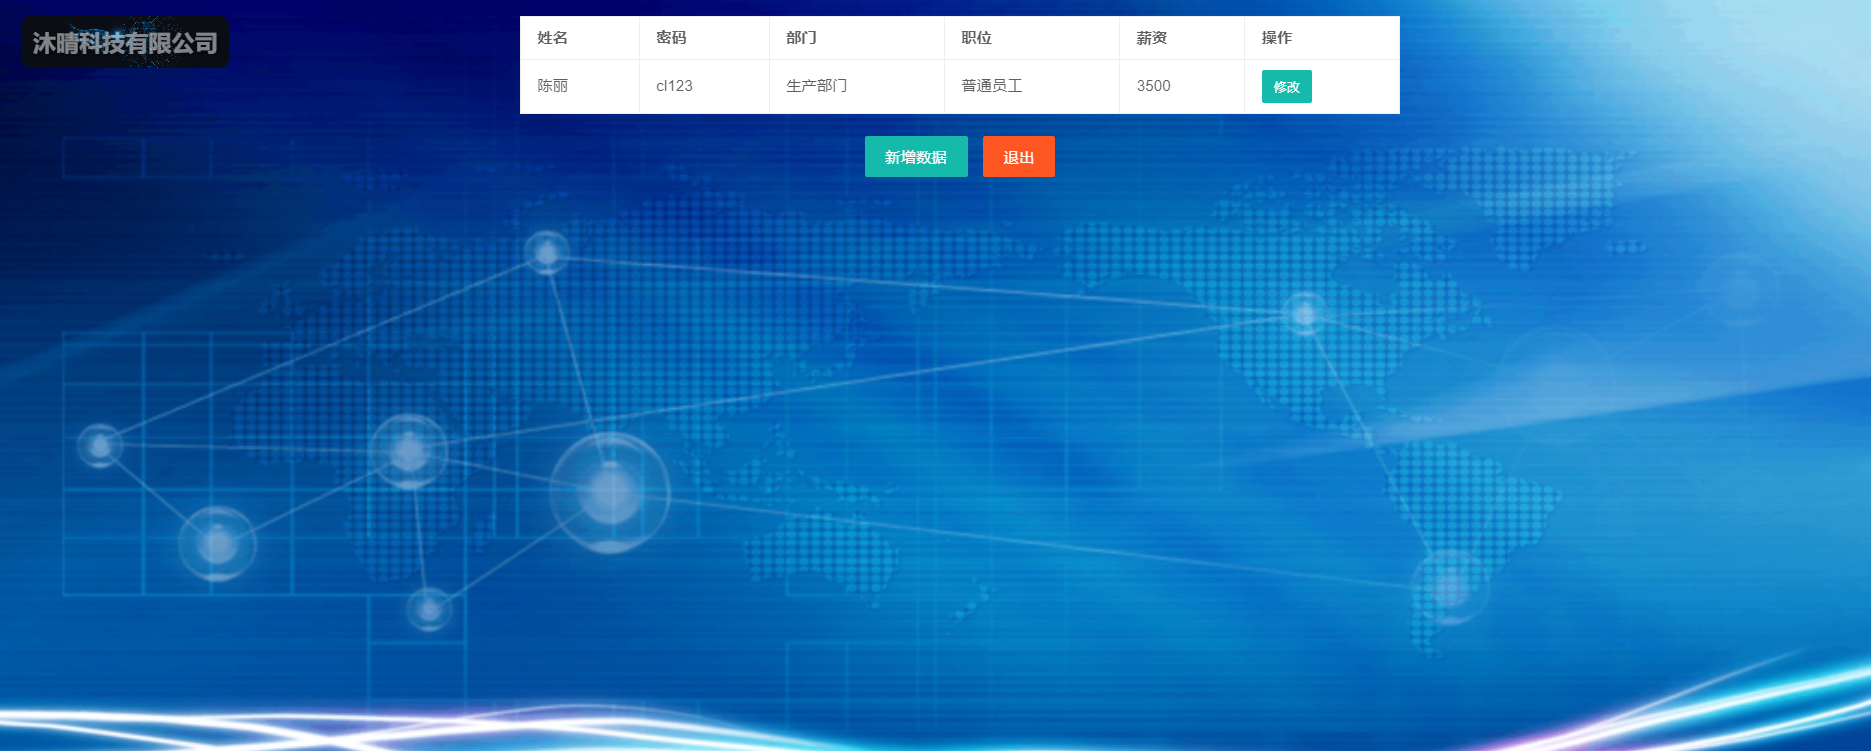 沐晴科技有限公司
姓名 密码 部门 职位 薪资 操作
陈丽 cl123 生产部门 普通员工 3500 修改
新增数据 退出